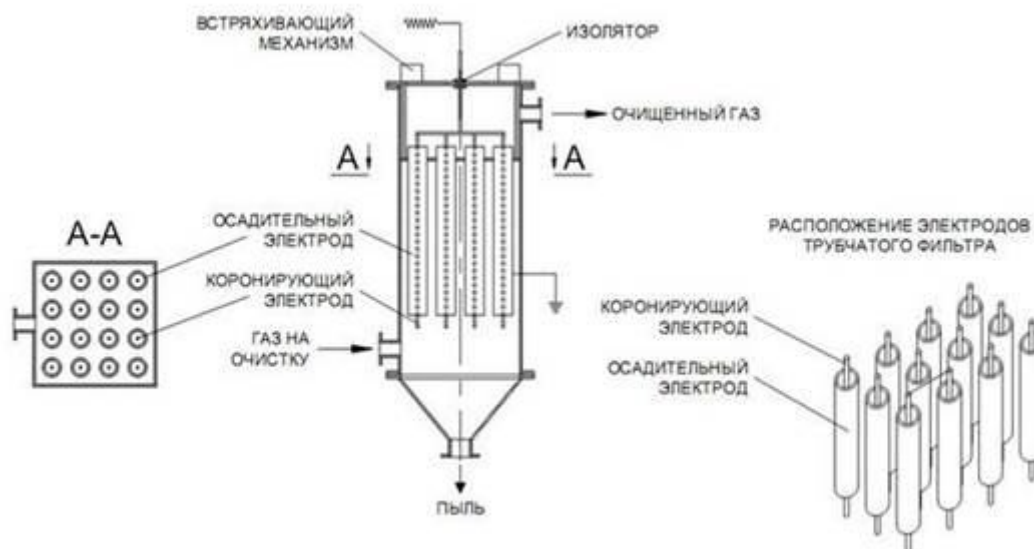 ВСТРЯХИВАЮЩИЙ
МЕХАНИЗМ
ИЗОЛЯТОР
ОЧИЩЕННЫЙ ГАЗ
А
А
А-А
ОСАДИТЕЛЬНЫЙ
ЭЛЕКТРОД
КОРОНИРУЮЩИЙ
ЭЛЕКТРОД
ГАЗ НА
ОЧИСТКУ
ПЫЛЬ
РАСПОЛОЖЕНИЕ ЭЛЕКТРОДОВ
ТРУБЧАТОГО ФИЛЬТРА
КОРОНИРУЮЩИЙ
ЭЛЕКТРОД
ОСАДИТЕЛЬНЫЙ
ЭЛЕКТРОД